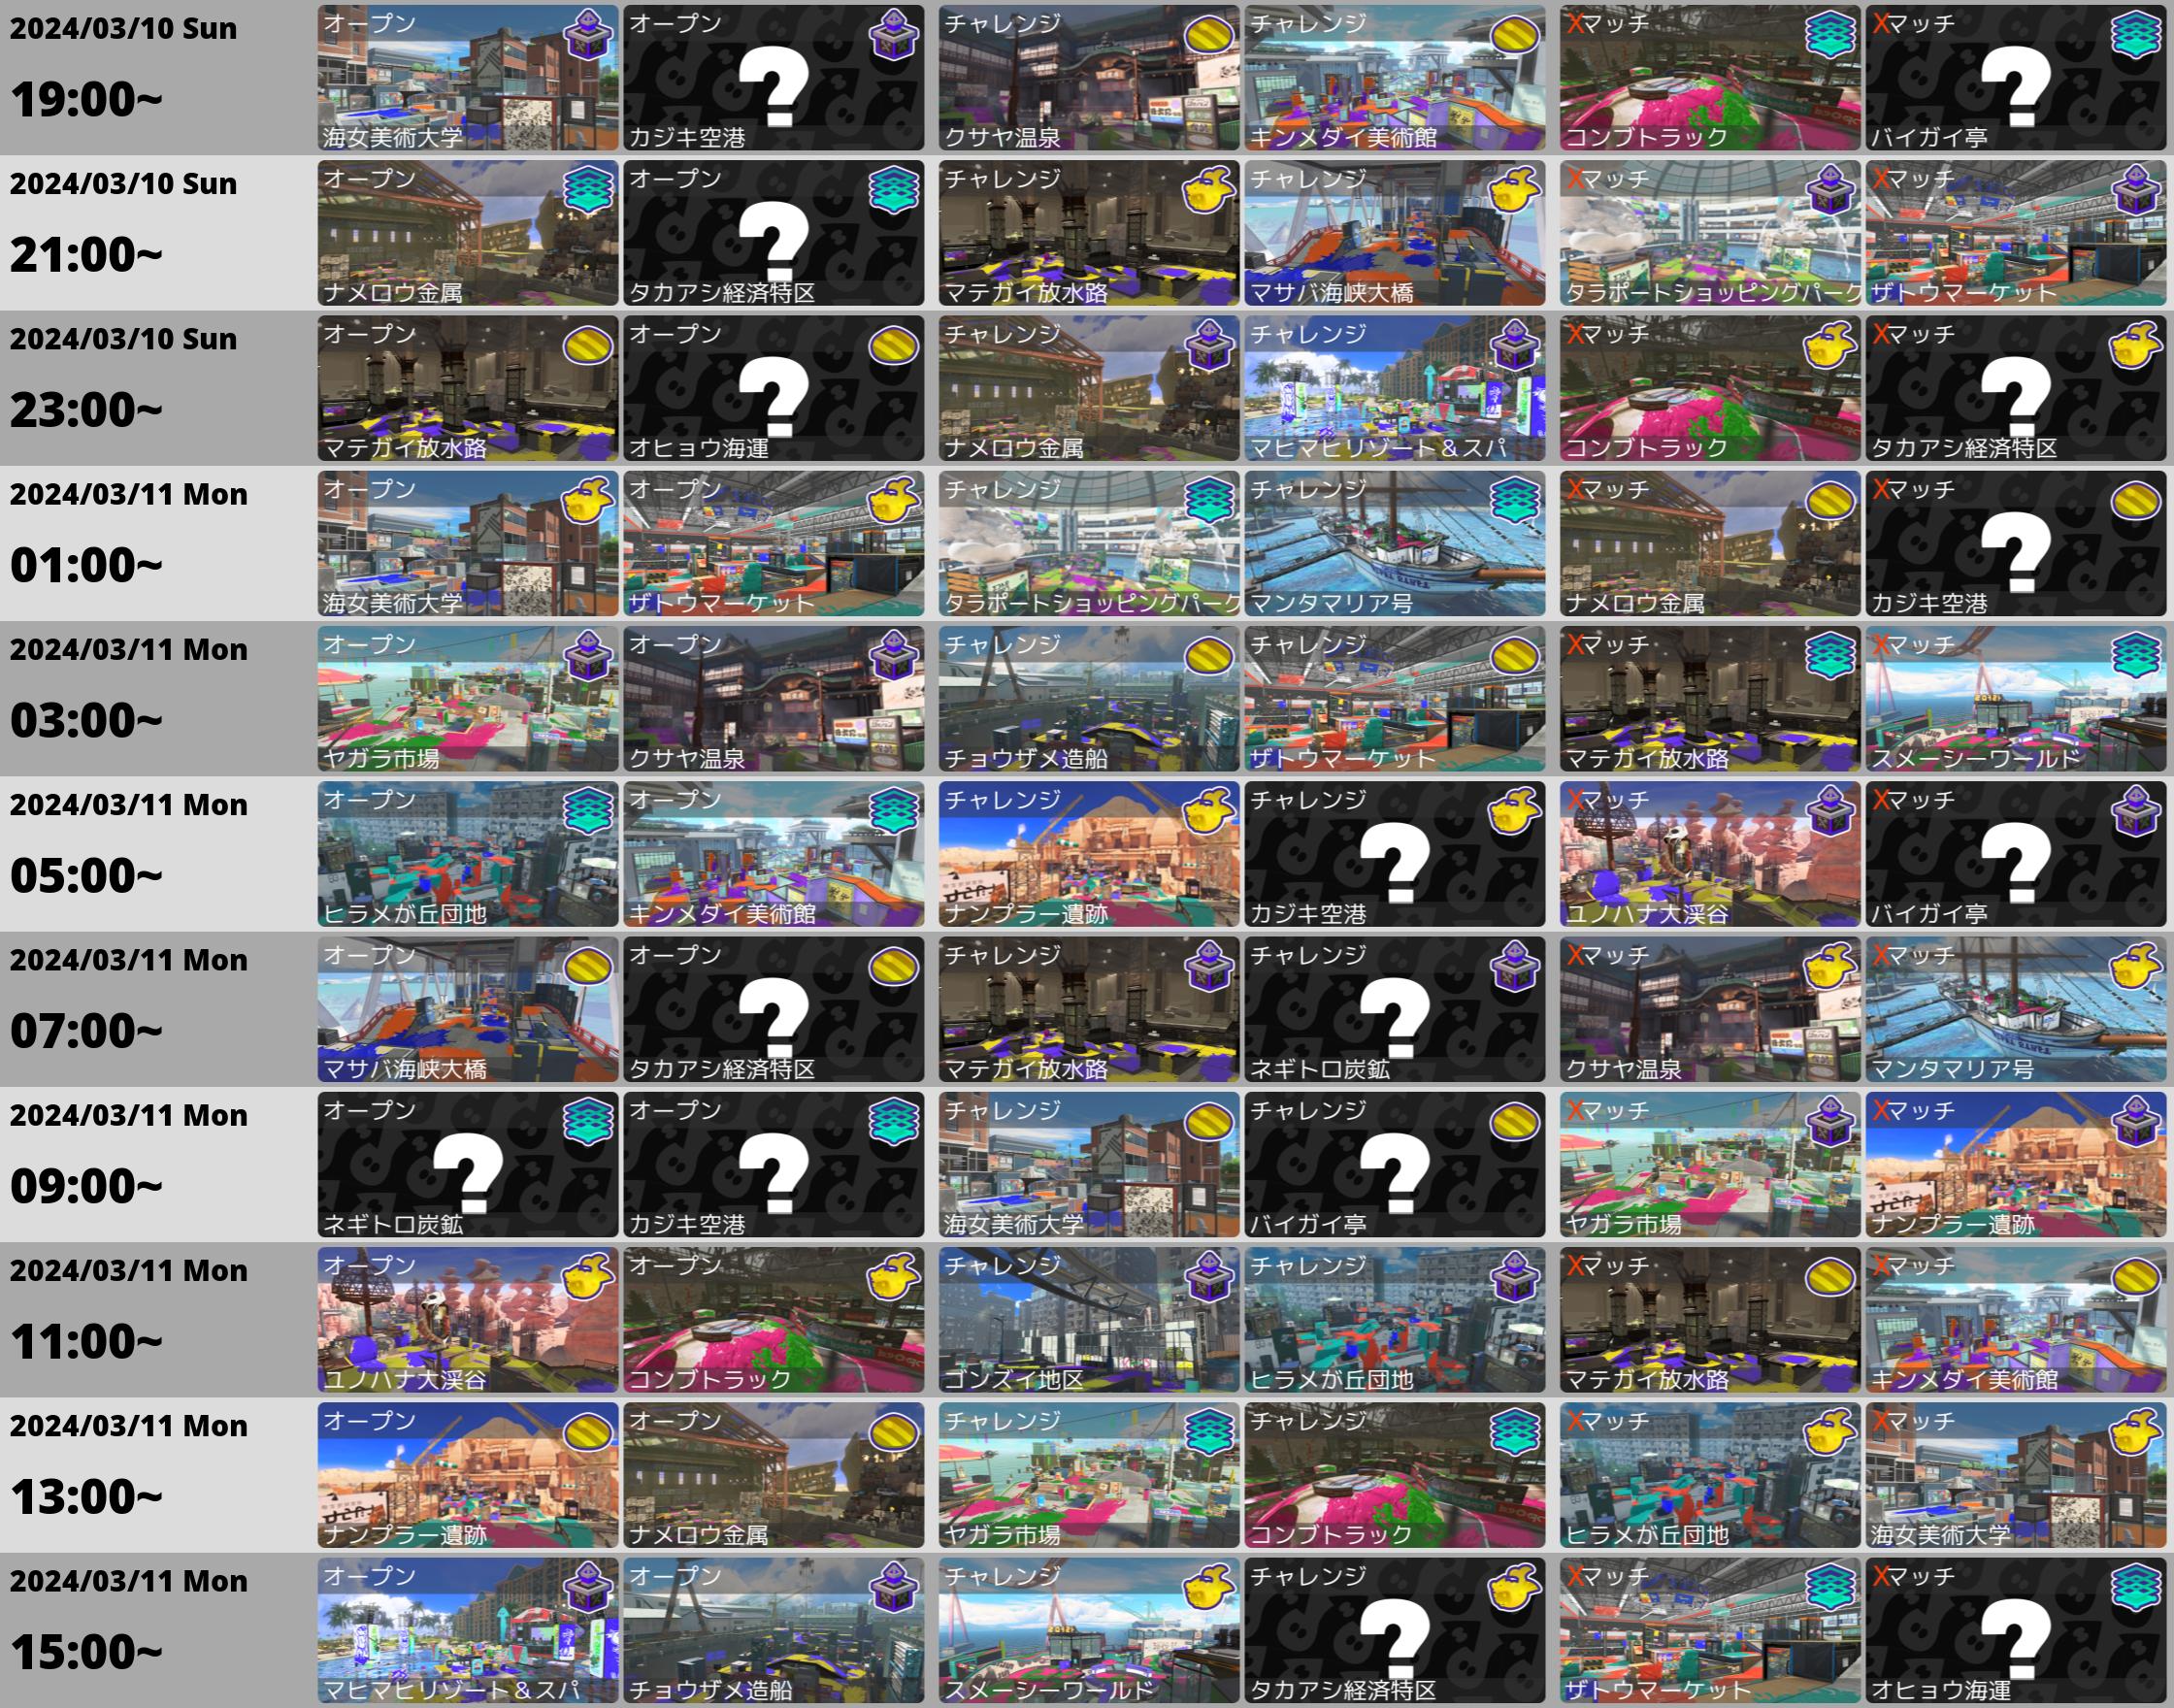 2024/03/10 Sun
19:00~
オープン
海女美術大学
オープン
カジキ空港
チャレンジ
クサヤ温泉
チャレンジ
キンメダイ美術館
Xマッチ
コンブトラック
Xマッチ
バイガイ亭
2024/03/10 Sun
21:00~
オープン
ナメロウ金属
オープン
タカアシ経済特区
チャレンジ
マテガイ放水路
チャレンジ
マサバ海峡大橋
Xマッチ
タラポートショッピングパーク
Xマッチ
ザトウマーケット
2024/03/10 Sun
23:00~
オープン
マテガイ放水路
オープン
オヒョウ海運
チャレンジ
ナメロウ金属
チャレンジ
マヒマヒリゾート＆スパ
Xマッチ
コンブトラック
Xマッチ
タカアシ経済特区
2024/03/11 Mon
01:00~
オープン
海女美術大学
オープン
ザトウマーケット
チャレンジ
タラポートショッピングパーク
チャレンジ
マンタマリア号
Xマッチ
ナメロウ金属
Xマッチ
カジキ空港
2024/03/11 Mon
03:00~
オープン
ヤガラ市場
オープン
クサヤ温泉
チャレンジ
チョウザメ造船
チャレンジ
ザトウマーケット
Xマッチ
マテガイ放水路
Xマッチ
スメーシーワールド
2024/03/11 Mon
05:00~
オープン
ヒラメが丘団地
オープン
キンメダイ美術館
チャレンジ
ナンプラー遺跡
チャレンジ
カジキ空港
Xマッチ
ユノハナ大渓谷
Xマッチ
バイガイ亭
2024/03/11 Mon
07:00~
オープン
マサバ海峡大橋
オープン
タカアシ経済特区
チャレンジ
マテガイ放水路
チャレンジ
ネギトロ炭鉱
Xマッチ
クサヤ温泉
Xマッチ
マンタマリア号
2024/03/11 Mon
09:00~
オープン
ネギトロ炭鉱
オープン
カジキ空港
チャレンジ
海女美術大学
チャレンジ
バイガイ亭
Xマッチ
ヤガラ市場
Xマッチ
ナンプラー遺跡
2024/03/11 Mon
11:00~
オープン
ユノハナ大渓谷
オープン
コンブトラック
チャレンジ
ゴンズイ地区
チャレンジ
ヒラメが丘団地
Xマッチ
マテガイ放水路
Xマッチ
キンメダイ美術館
2024/03/11 Mon
13:00~
オープン
ナンプラー遺跡
オープン
ナメロウ金属
チャレンジ
ヤガラ市場
チャレンジ
コンブトラック
Xマッチ
ヒラメが丘団地
Xマッチ
海女美術大学
2024/03/11 Mon
15:00~
オープン
マヒマヒリゾート＆スパ
オープン
チョウザメ造船
チャレンジ
スメーシーワールド
チャレンジ
タカアシ経済特区
Xマッチ
ザトウマーケット
Xマッチ
オヒョウ海運